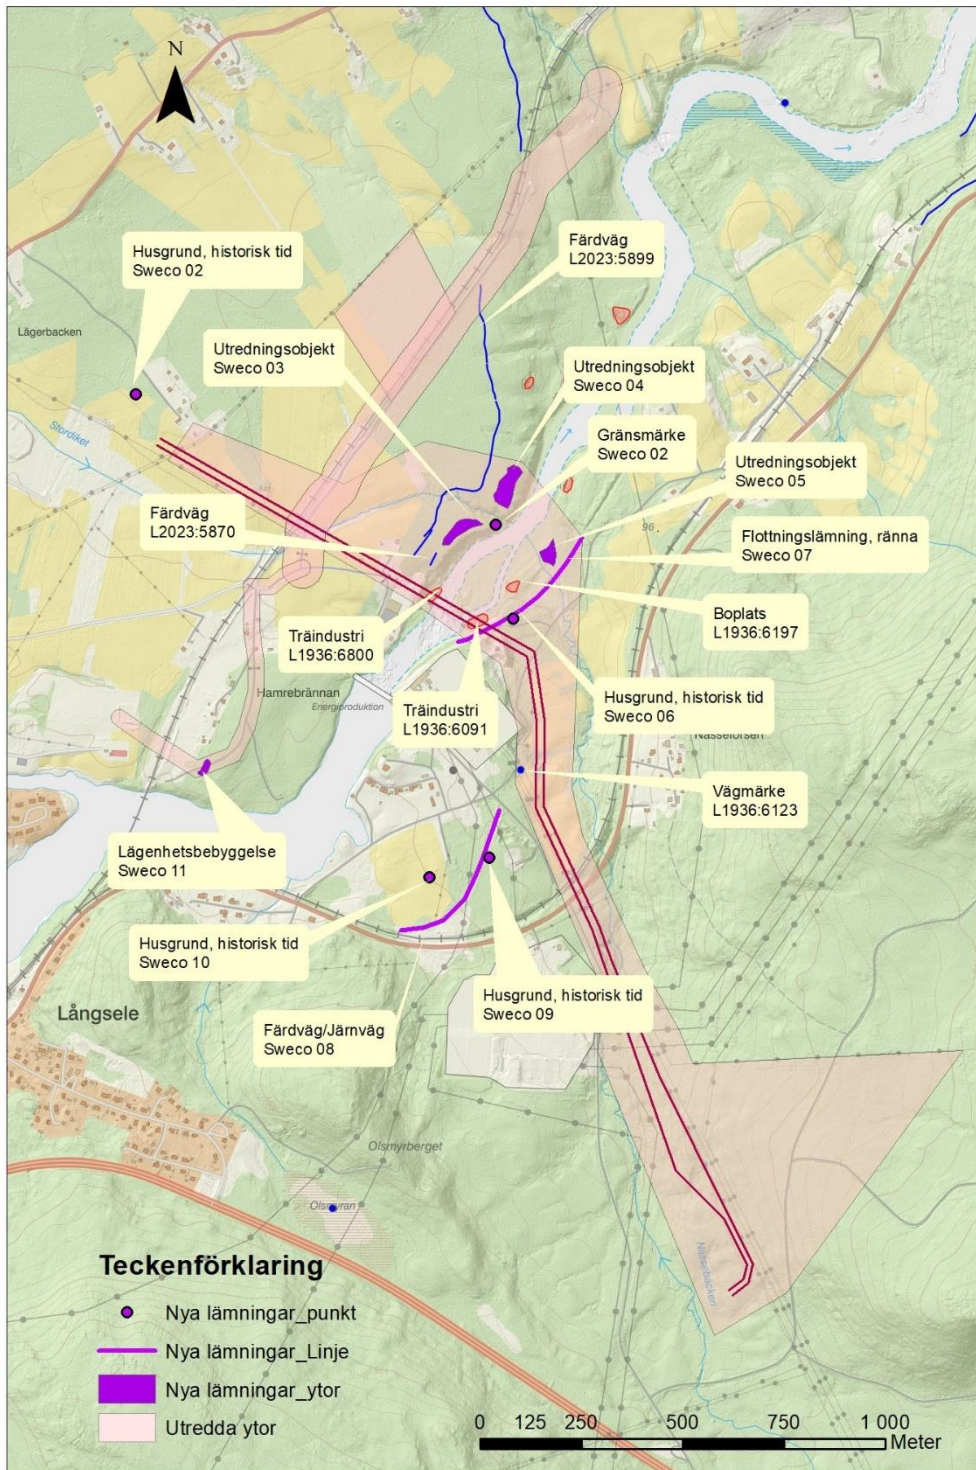 N
Husgrund, historisk tid
Sweco 02
Färdväg
L2023:5899
Lägerbacken
Utredningsobjekt
Sweco 03
Utredningsobjekt
Sweco 04
Gränsmärke
Sweco 02
Stordiket
Utredningsobjekt
Sweco 05
Färdväg
L2023:5870
96
Flottningslämning, ränna
Sweco 07
Boplats
L1936:6197
Träindustri
L1936:6800
Hamrebrännan
Energiproduktion
Träindustri
L1936:6091
Husgrund, historisk tid
Sweco 06
Nässelforsen
Vägmärke
L1936:6123
Lägenhetsbebyggelse
Sweco 11
Husgrund, historisk tid
Sweco 10
Husgrund, historisk tid
Sweco 09
Långsele
Färdväg/Järnväg
Sweco 08
Olsmyrberget
Olsmyran
Nässelbäcken
Teckenförklaring
Nya lämningar_punkt
Nya lämningar_Linje
Nya lämningar_ytor
Utredda ytor
0 125 250 500 750 1 000
Meter